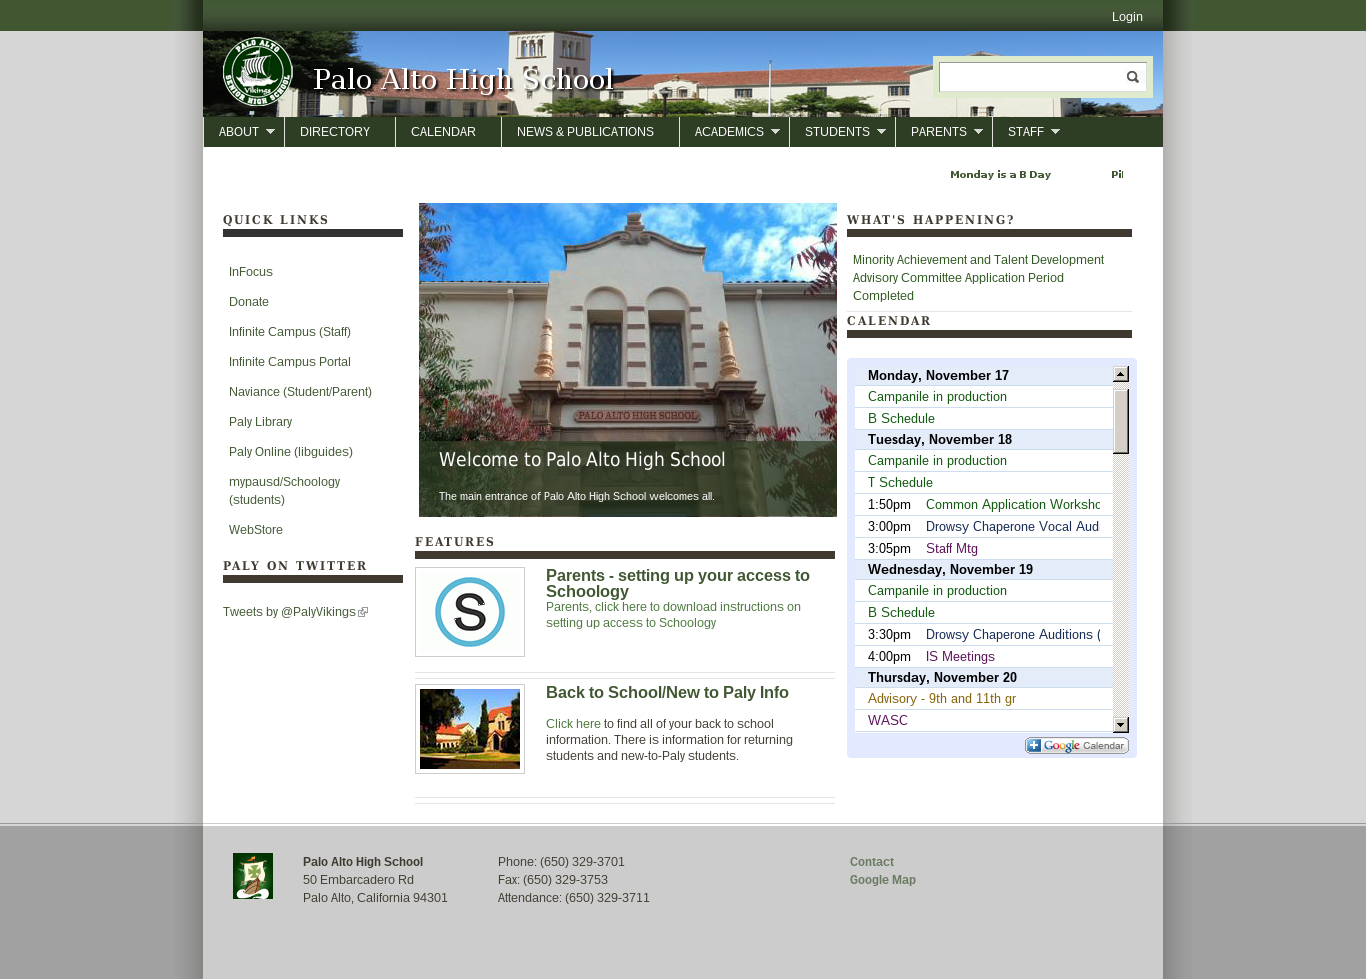 Login
PALO ALTO
Vikings
SENIOR HIGH SCHOOL
Palo Alto High School
ABOUT DIRECTORY CALENDAR NEWS & PUBLICATIONS ACADEMICS STUDENTS PARENTS STAFF
Monday is a B Day
QUICK LINKS
InFocus
Donate
Infinite Campus (Staff)
Infinite Campus Portal
Naviance (Student/Parent)
Paly Library
Paly Online (libguides)
mypausd/Schoology
(students)
WebStore
PALY ON TWITTER
Tweets by @PalyVikings
PALO ALTO HIGH SCHOOL
Welcome to Palo Alto High School
The main entrance of Palo Alto High School welcomes all.
FEATURES
S
Parents - setting up your access to
Schoology
Parents, click here to download instructions on
setting up access to Schoology
Back to School/New to Paly Info
Click here to find all of your back to school
information. There is information for returning
students and new-to-Paly students.
WHAT'S HAPPENING?
Minority Achievement and Talent Development
Advisory Committee Application Period
Completed
CALENDAR
Monday, November 17
Campanile in production
B Schedule
Tuesday, November 18
Campanile in production
T Schedule
1:50pm Common Application Worksho
3:00pm Drowsy Chaperone Vocal Aud
3:05pm Staff Mtg
Wednesday, November 19
Campanile in production
B Schedule
3:30pm Drowsy Chaperone Auditions (
4:00pm IS Meetings
Thursday, November 20
Advisory - 9th and 11th gr
WASC
Google Calendar
Palo Alto High School
50 Embarcadero Rd
Palo Alto, California 94301
Phone: (650) 329-3701
Fax: (650) 329-3753
Attendance: (650) 329-3711
Contact
Google Map